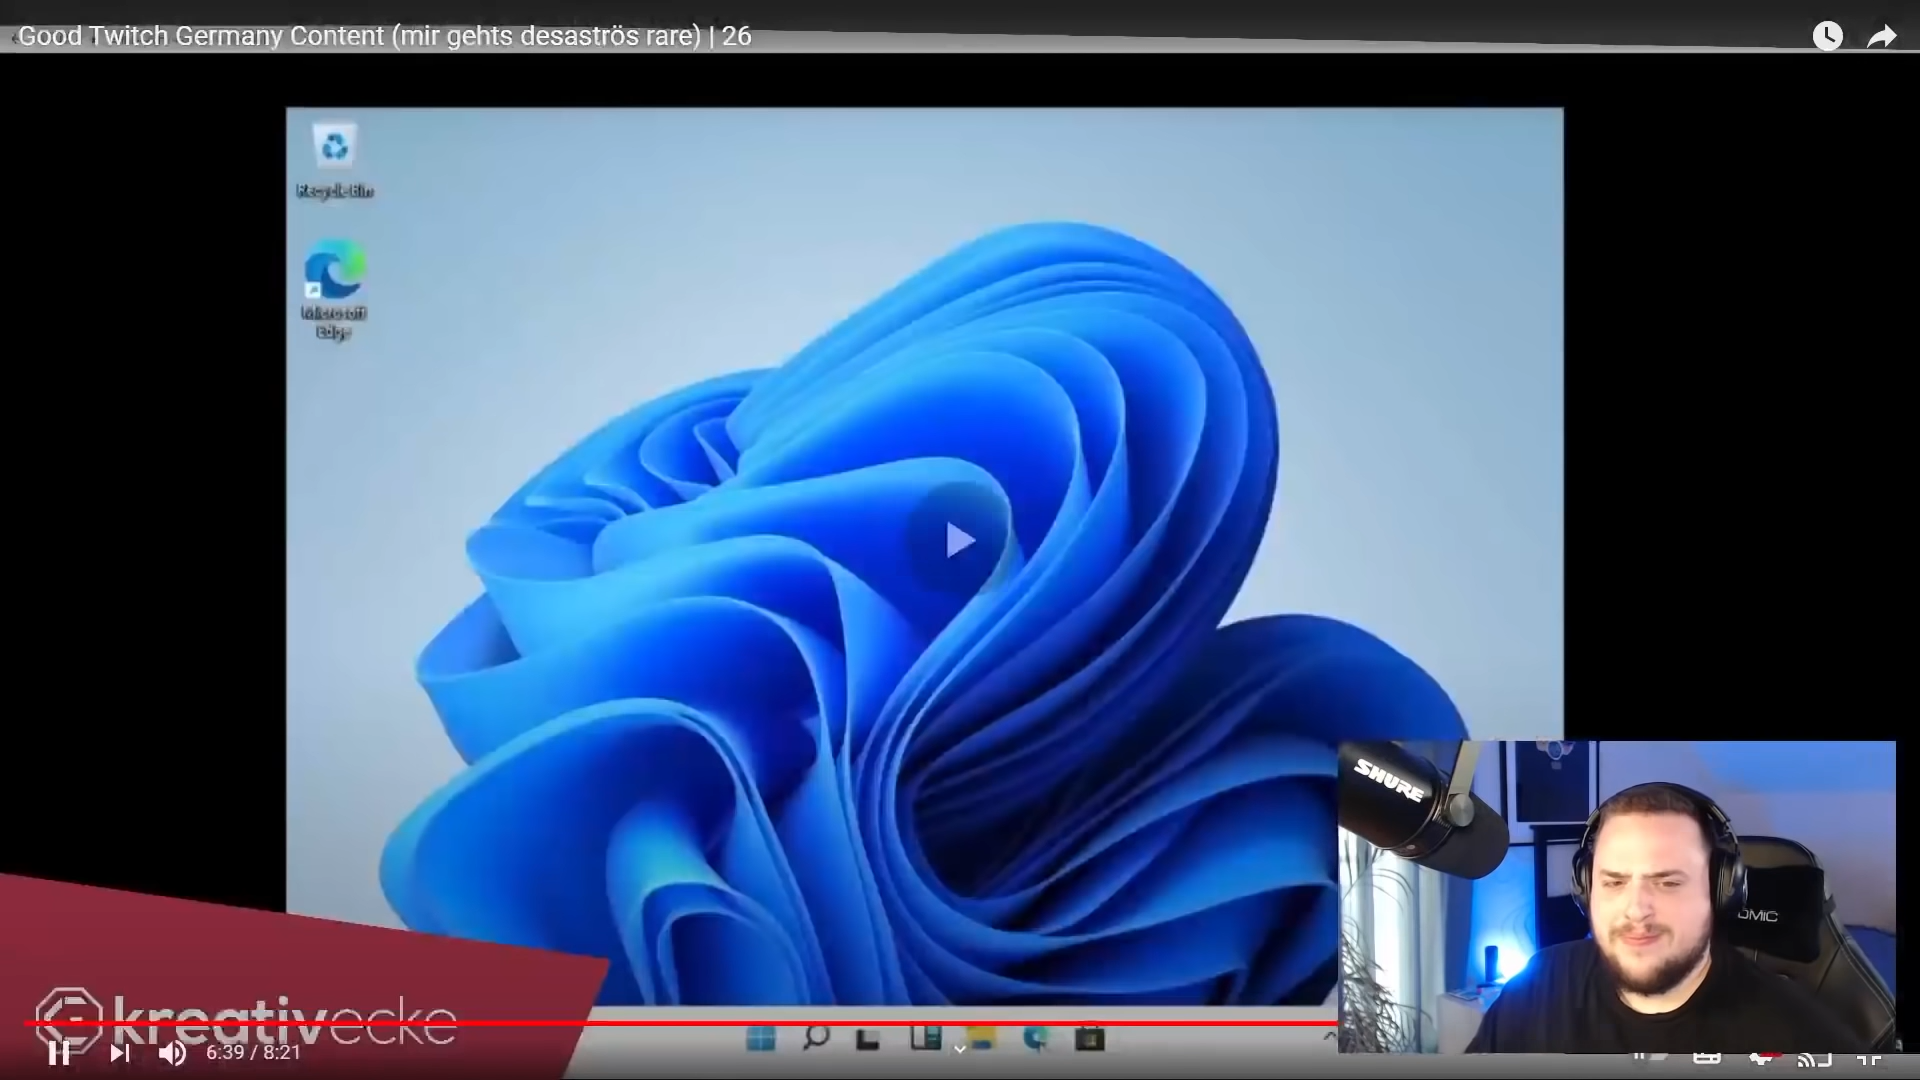 Good Twitch Germany Content (mir gehts desaströs rare) | 26
Recycle Bin
Microsoft
Edge
SHURE
OMIC
kreativecke
6:39 / 8:21